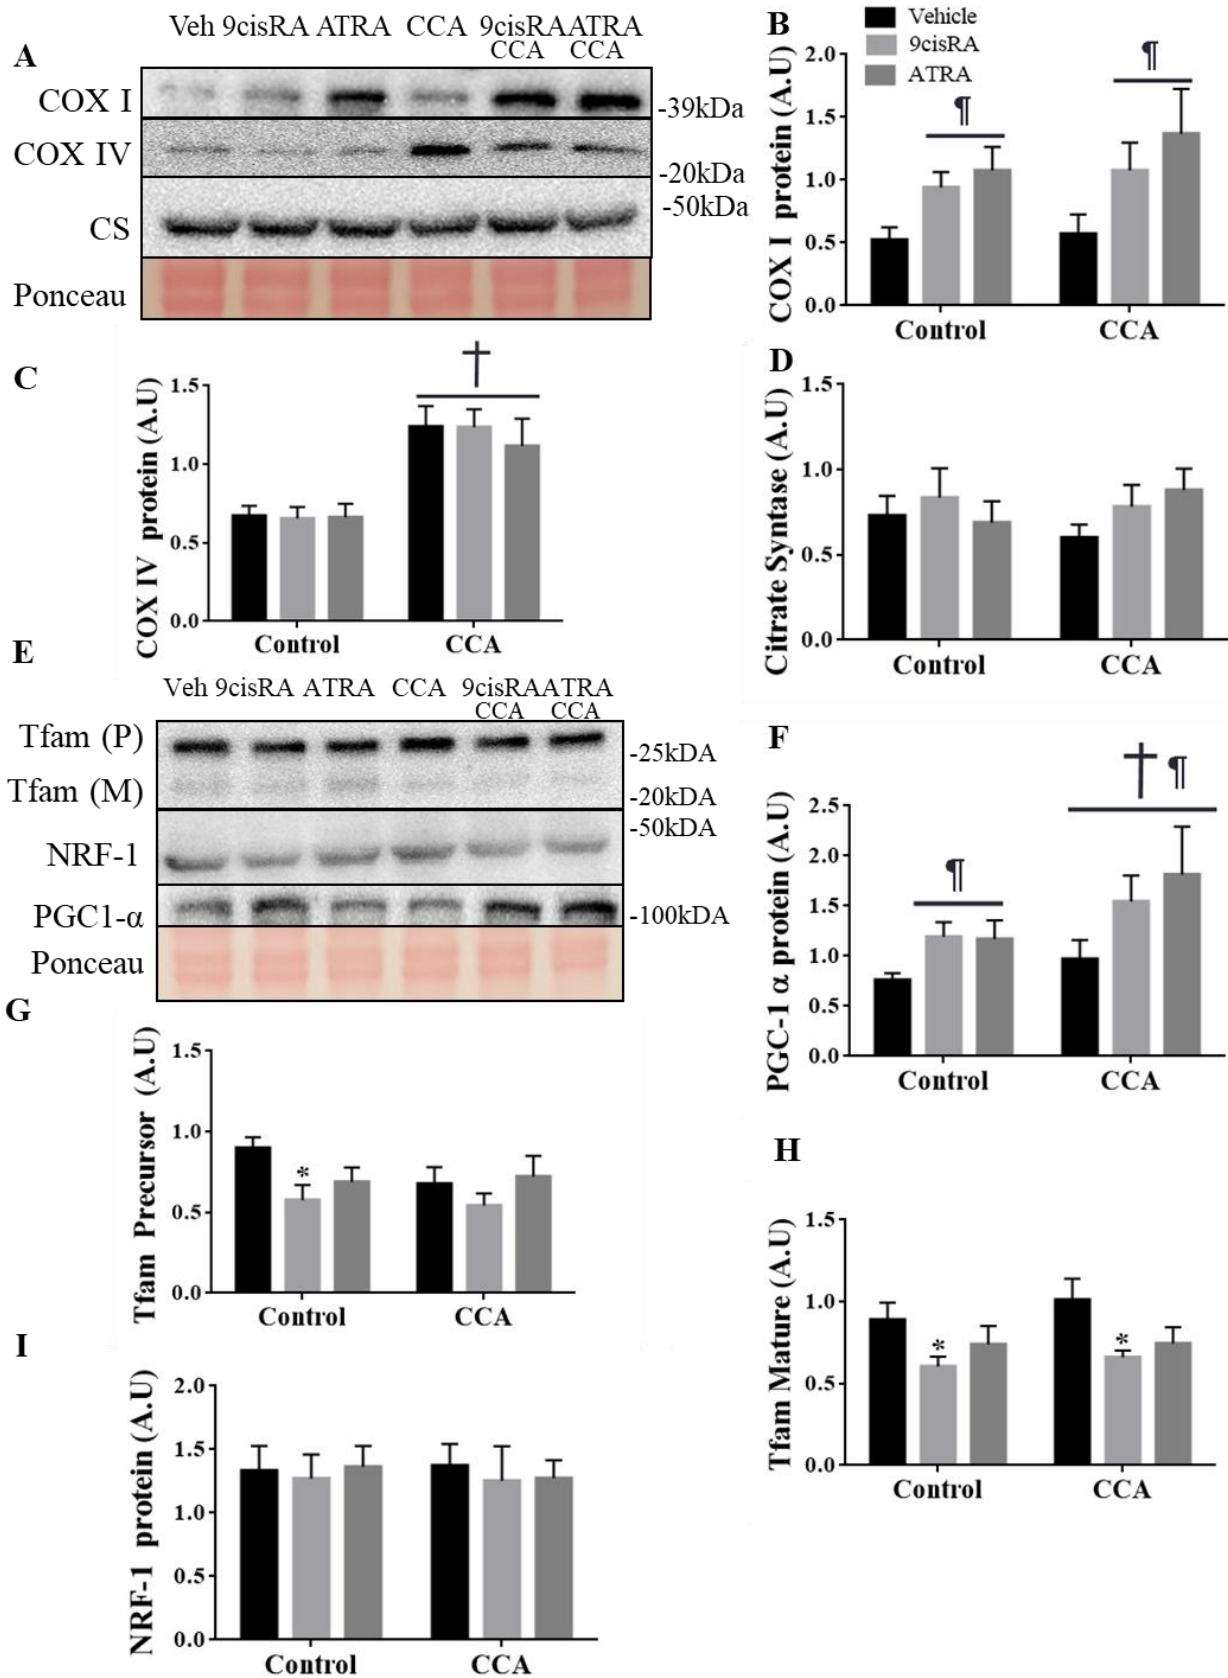 A
Veh 9cisRA ATRA CCA 9cisRAATRA
CCA CCA
COX I
-39kDa
COX IV
-20kDa
-50kDa
CS
Ponceau
B
Vehicle
9cisRA
ATRA
COX I protein (A.U)
2.0
1.5
1.0
0.5
0.0
¶
¶
Control
CCA
C
COX IV protein (A.U)
1.5
1.0
0.5
0.0
†
Control
CCA
D
Citrate Syntase (A.U)
1.5
1.0
0.5
0.0
Control
CCA
E
Veh 9cisRA ATRA CCA 9cisRAATRA
CCA CCA
Tfam (P)
-25kDA
Tfam (M)
-20kDA
-50kDA
NRF-1
PGC1-α
-100kDA
Ponceau
F
PGC-1 α protein (A.U)
2.5
2.0
1.5
1.0
0.5
0.0
¶
† ¶
Control
CCA
G
Tfam Precursor (A.U)
1.5
1.0
0.5
0.0
*
Control
CCA
H
Tfam Mature (A.U)
1.5
1.0
0.5
0.0
*
*
Control
CCA
I
NRF-1 protein (A.U)
2.0
1.5
1.0
0.5
0.0
Control
CCA